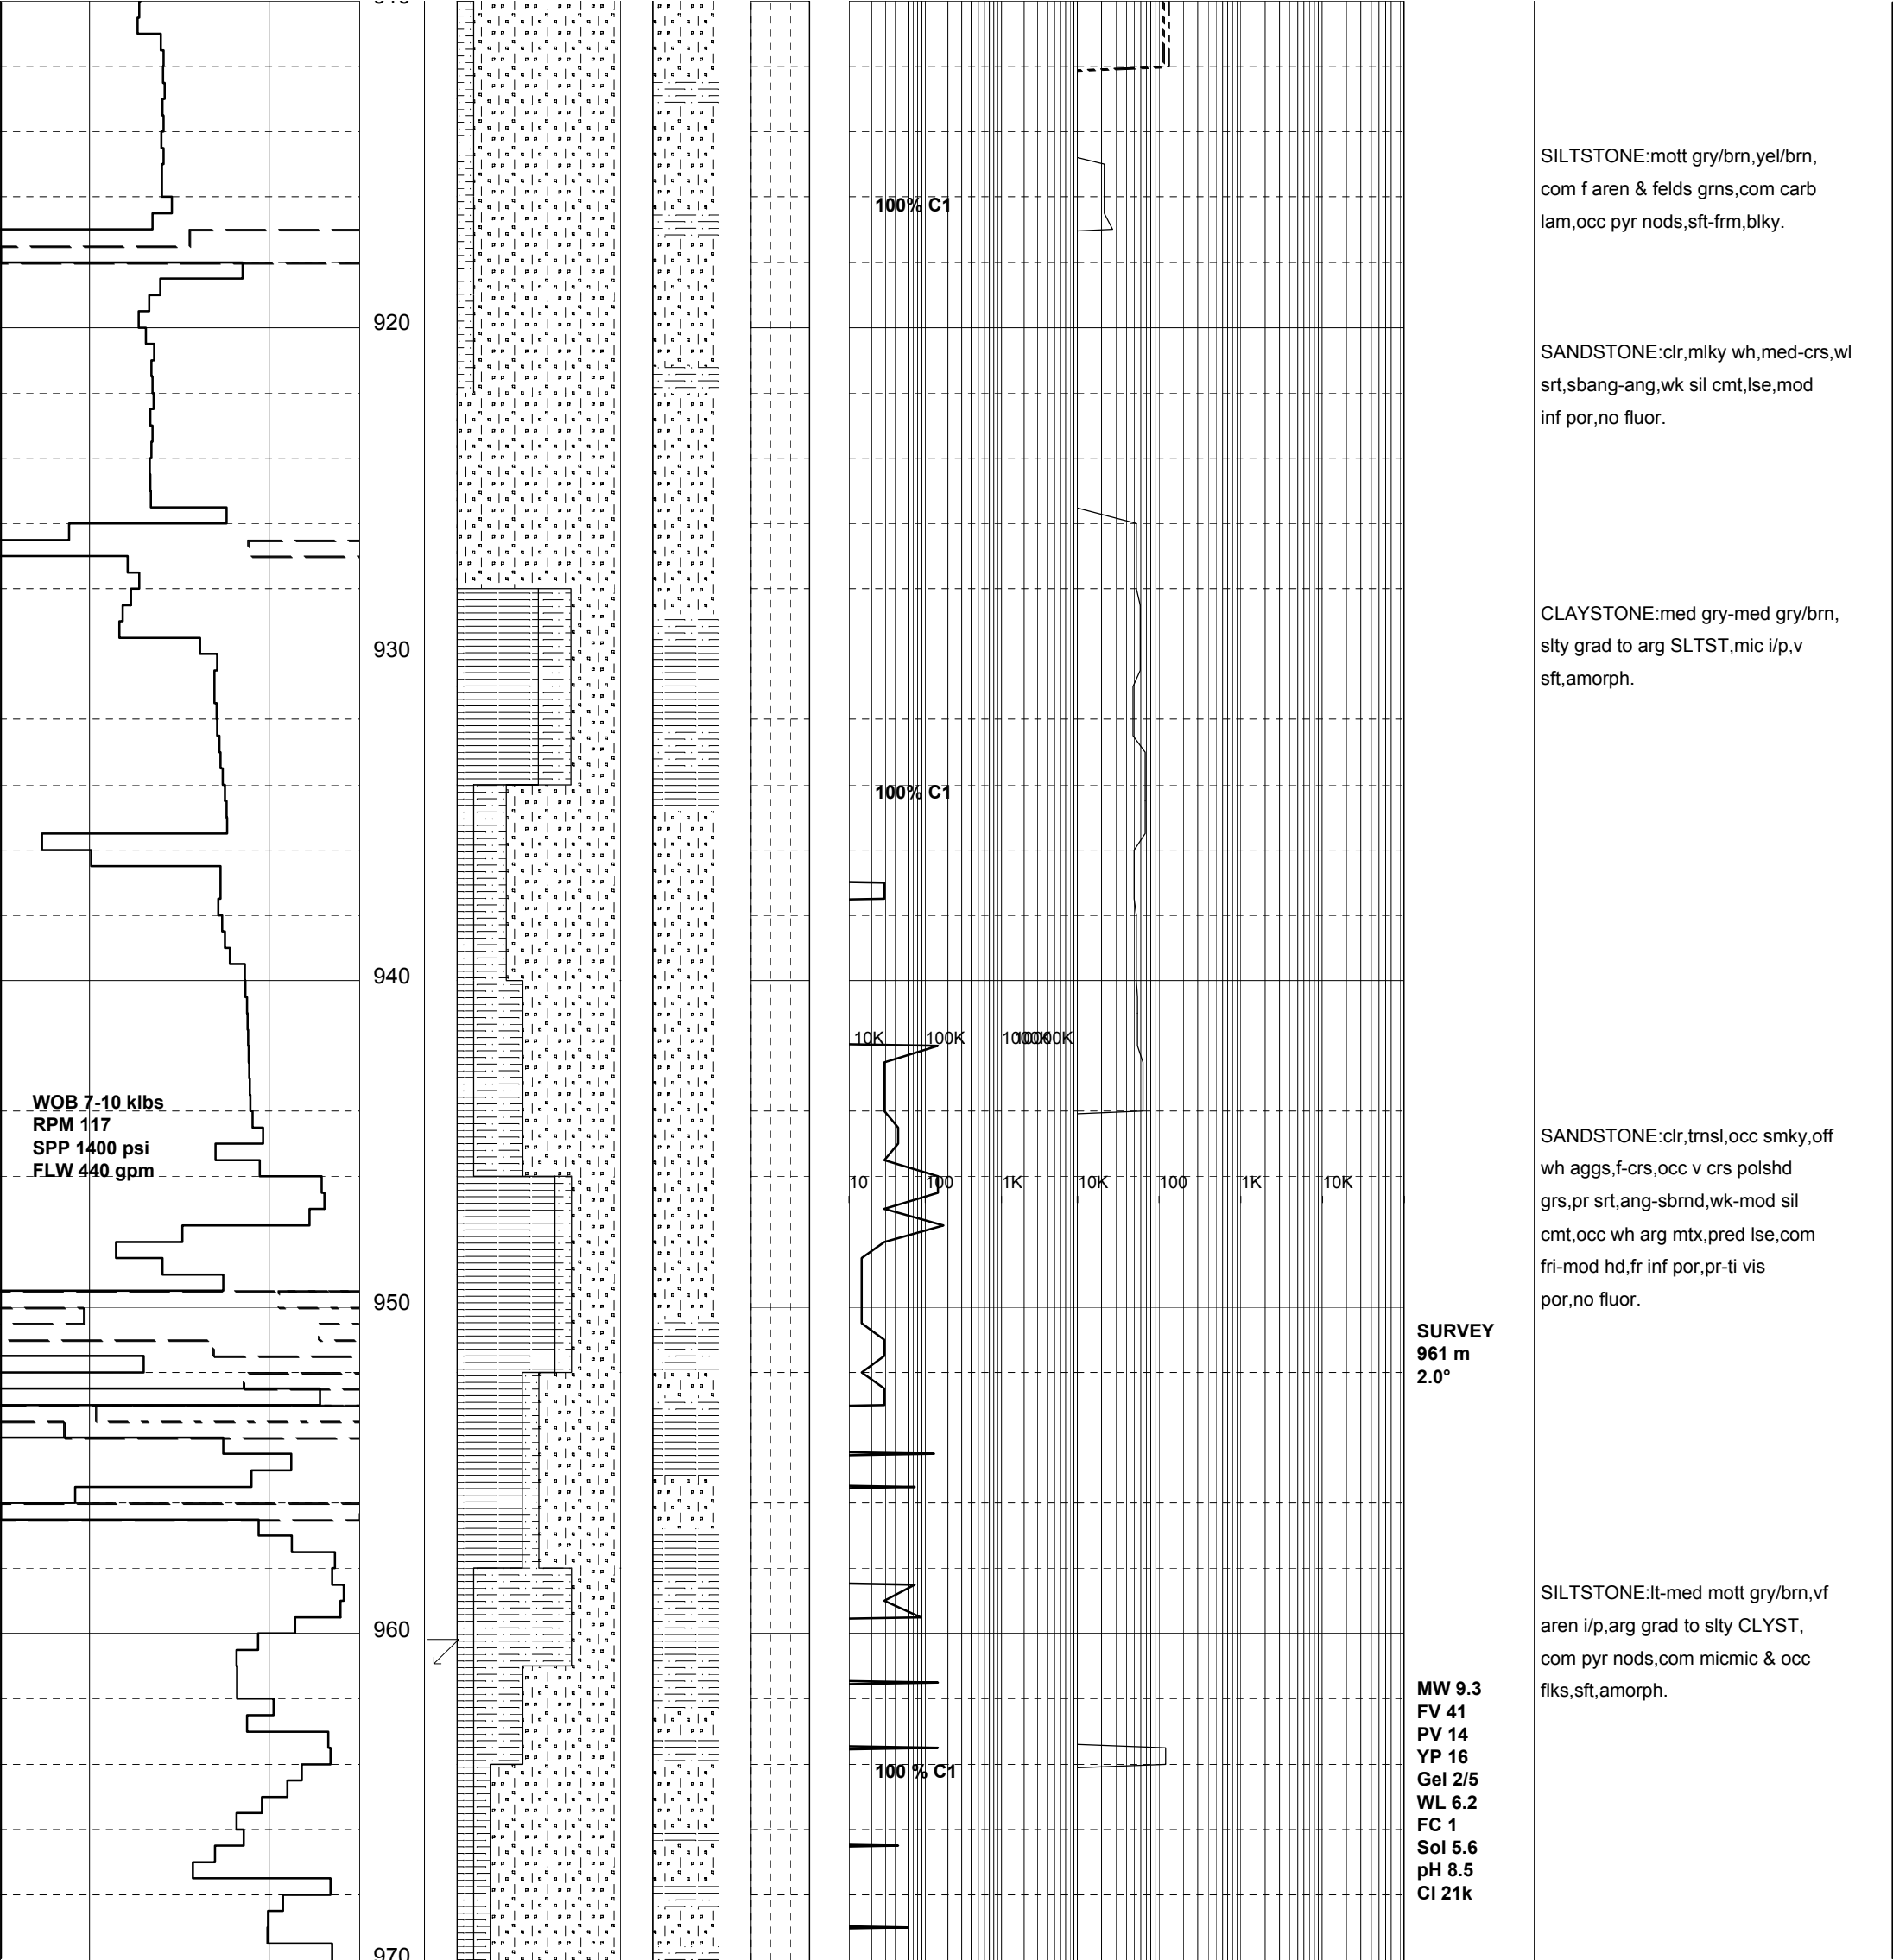 SILTSTONE:mott gry/brn,yel/brn,
com f aren & felds grns,com carb
lam,occ pyr nods,sft-frm,blky.
100% C1
920
SANDSTONE:clr,mlky wh,med-crs,wl
srt,sbang-ang,wk sil cmt,lse,mod
inf por,no fluor.
CLAYSTONE:med gry-med gry/brn,
slty grad to arg SLTST,mic i/p,v
sft,amorph.
930
100% C1
940
10K 100K
WOB 7-10 klbs
RPM 117
SPP 1400 psi
FLW 440 gpm
SANDSTONE:clr,trnsl,occ smky,off
wh aggs,f-crs,occ v crs polshd
grs,pr srt,ang-sbrnd,wk-mod sil
cmt,occ wh arg mtx,pred lse,com
fri-mod hd,fr inf por,pr-ti vis
por,no fluor.
10 100 1K 10K 100 1K 10K
950
SURVEY
961 m
2.0°
SILTSTONE:lt-med mott gry/brn,vf
aren i/p,arg grad to slty CLYST,
com pyr nods,com micmic & occ
flks,sft,amorph.
960
MW 9.3
FV 41
PV 14
YP 16
Gel 2/5
WL 6.2
FC 1
Sol 5.6
pH 8.5
Cl 21k
100 % C1
970